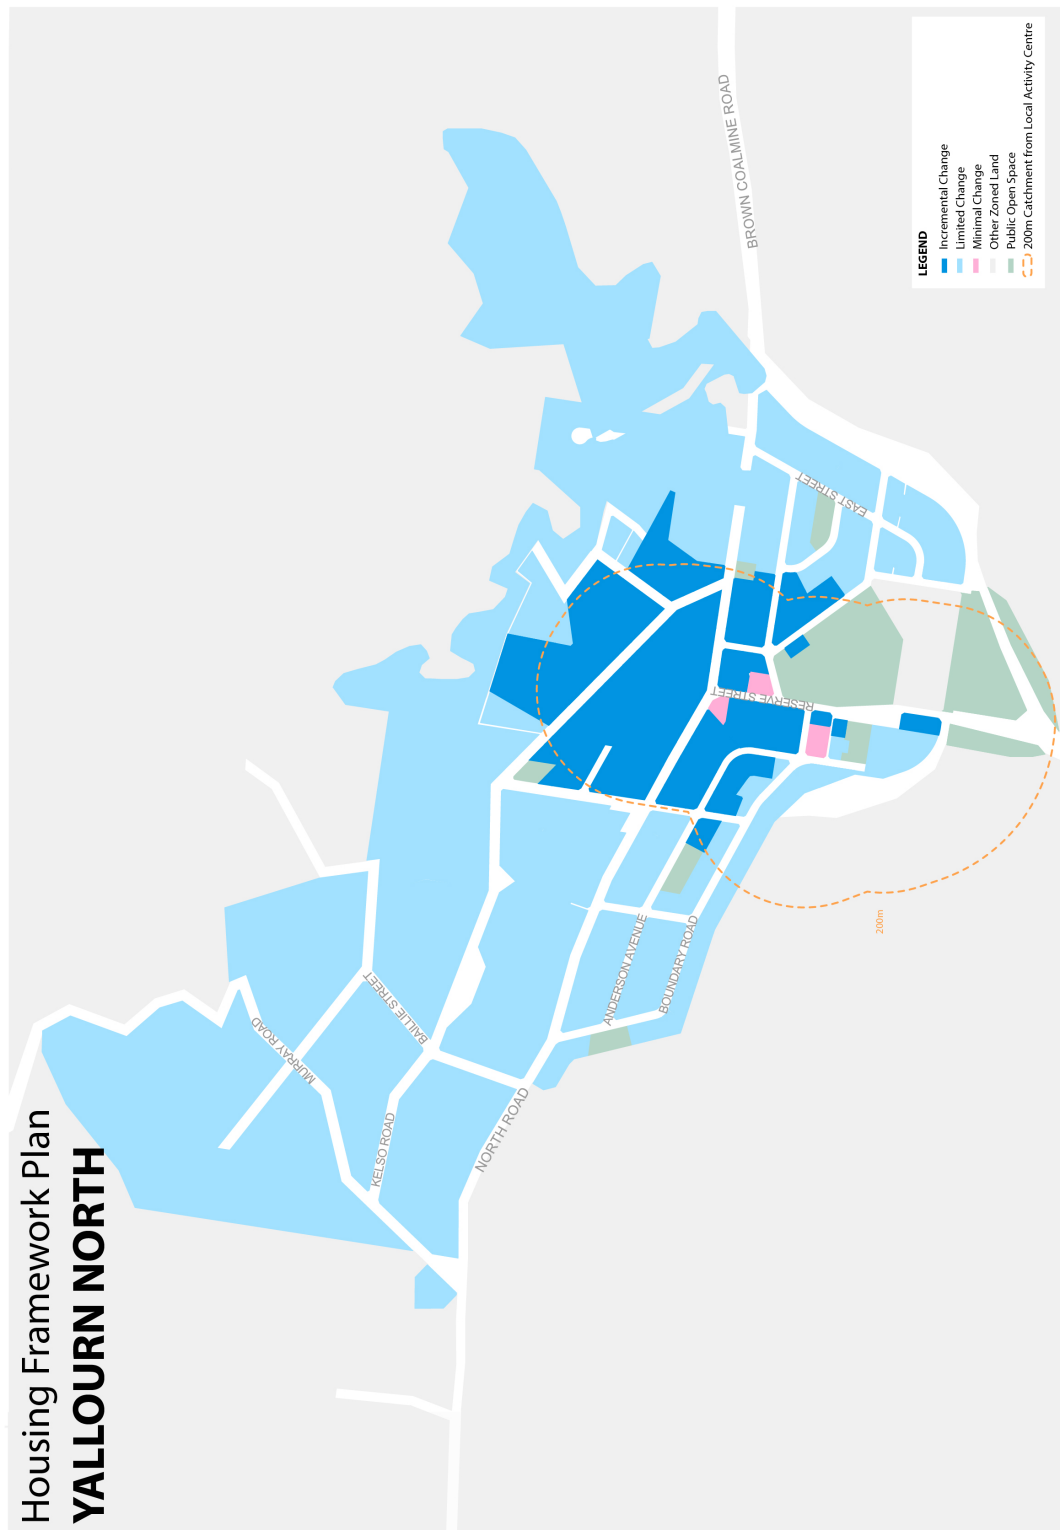 Housing Framework Plan
YALLOURN NORTH
MURRAY ROAD
BAILLIE STREET
KELSO ROAD
NORTH ROAD
ANDERSON AVENUE
BOUNDARY ROAD
RESERVE STREET
EAST STREET
BROWN COALMINE ROAD
200m
LEGEND
Incremental Change
Limited Change
Minimal Change
Other Zoned Land
Public Open Space
200m Catchment from Local Activity Centre